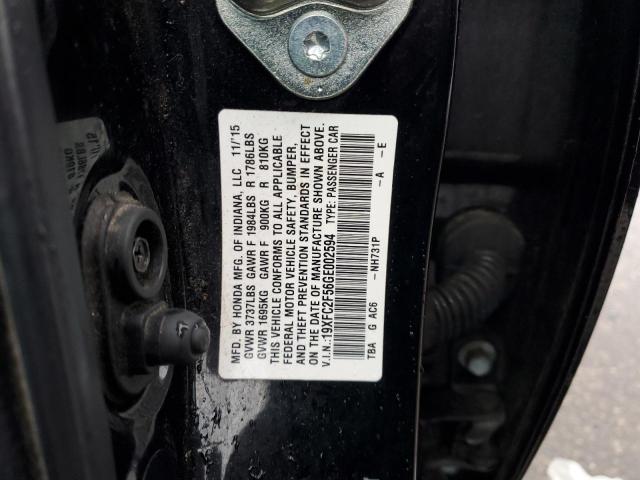 MFD. BY HONDA MFG. OF INDIANA, LLC 11/15
GVWR 3737LBS GAWR F 1984LBS R 1786LBS
GVWR 1695KG GAWR F 900KG R 810KG
THIS VEHICLE CONFORMS TO ALL APPLICABLE
FEDERAL MOTOR VEHICLE SAFETY, BUMPER,
AND THEFT PREVENTION STANDARDS IN EFFECT
ON THE DATE OF MANUFACTURE SHOWN ABOVE.
V.I.N.:19XFC2F56GE002594 TYPE: PASSENGER CAR
TBA G AC6 -NH731P -A -E